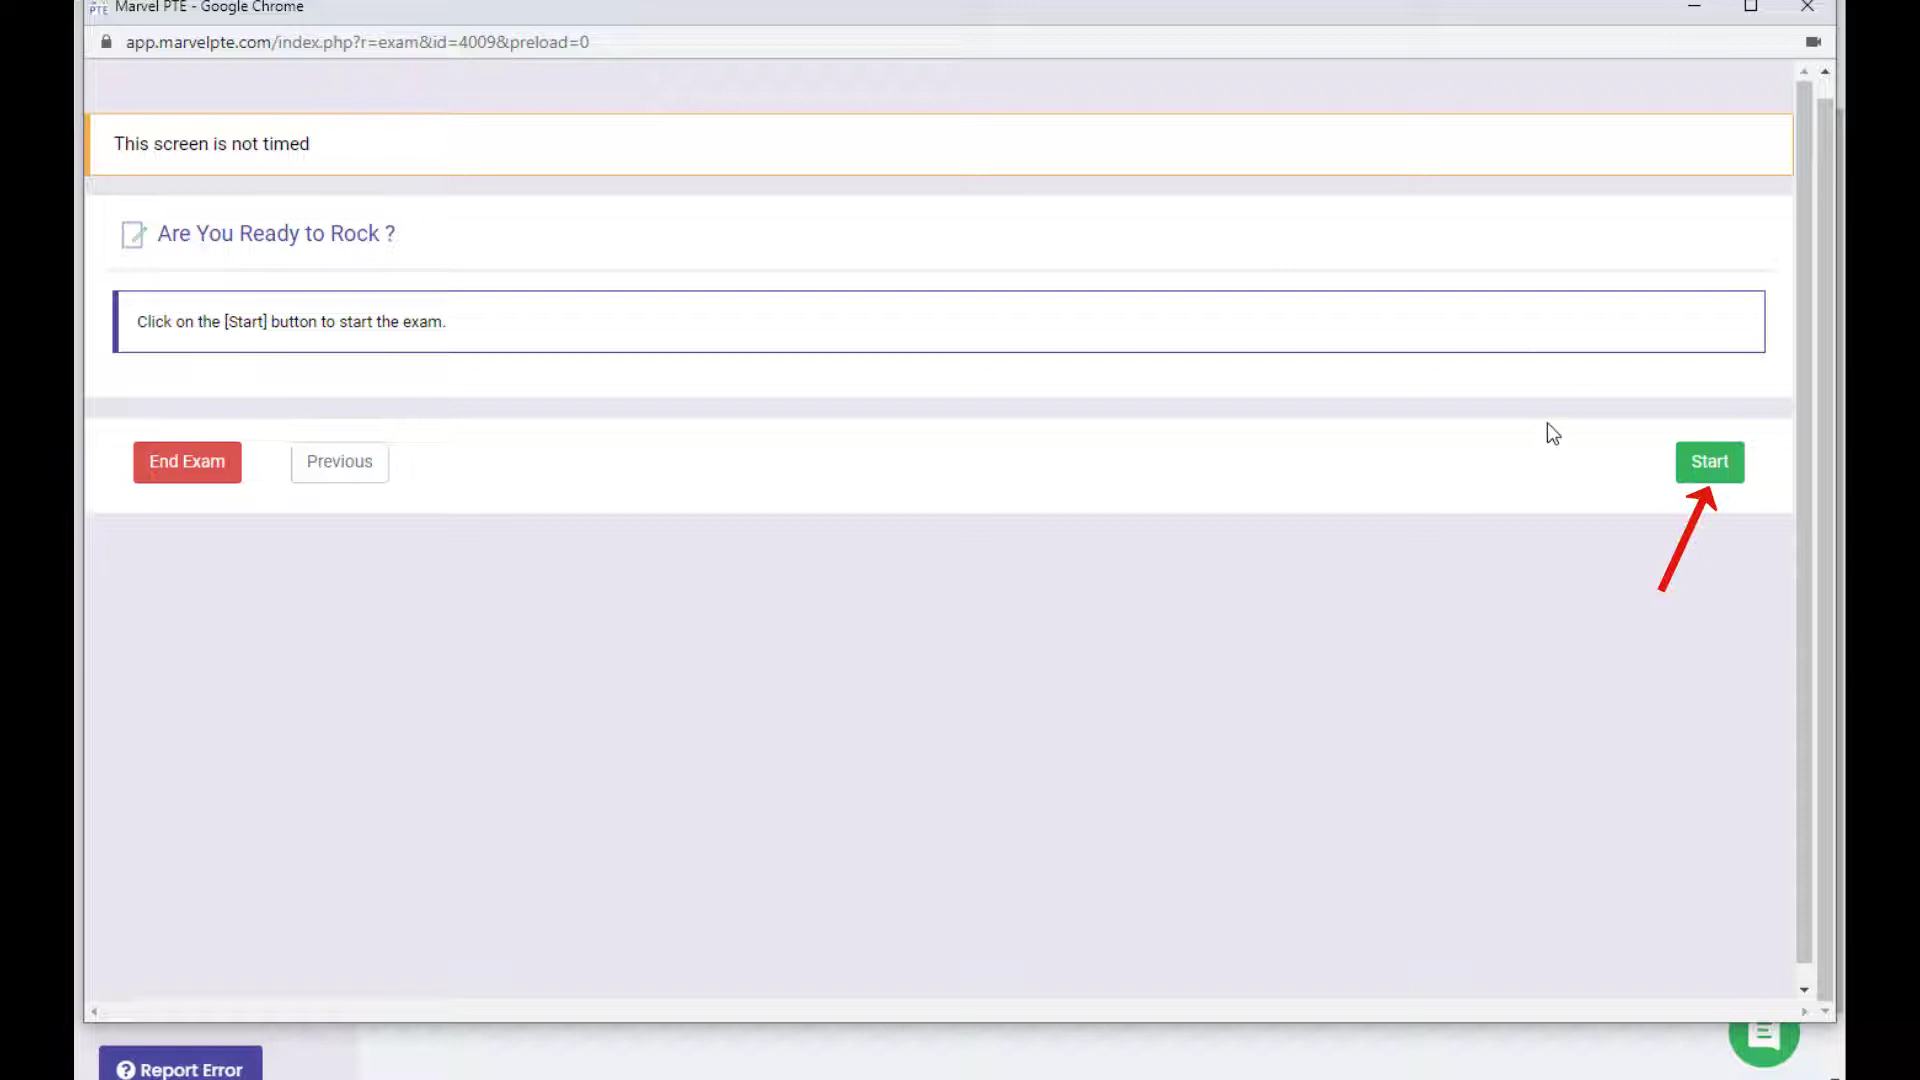 PTE Marvel PTE - Google Chrome
app.marvelpte.com/index.php?r=exam&id=4009&preload=0
This screen is not timed
Are You Ready to Rock ?
Click on the [Start] button to start the exam.
End Exam Previous Start
Report Error